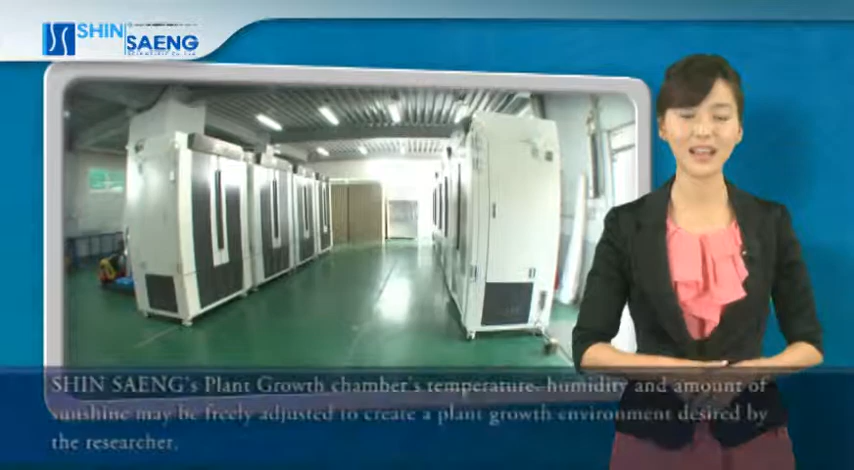 SHIN
SAENG
SHIN SAENG's Plant Growth chamber's temperature, humidity and amount of
sunshine may be freely adjusted to create a plant growth environment desired by
the researcher.